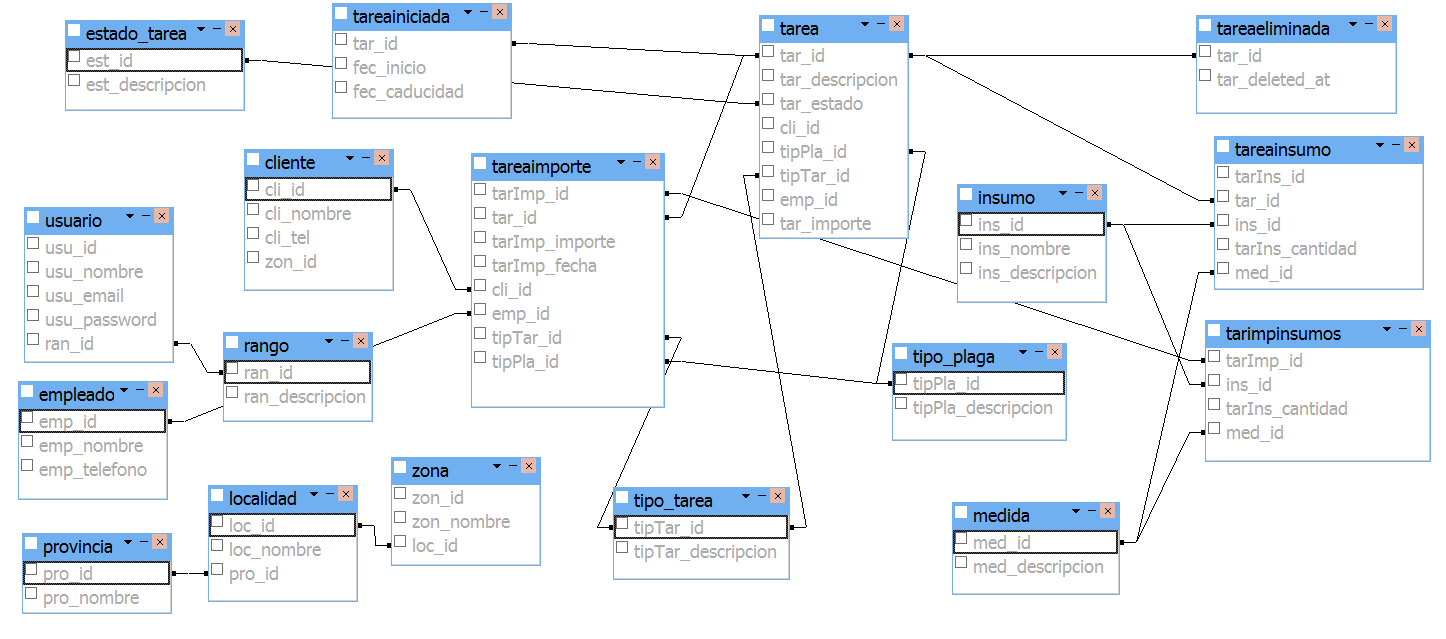 estado_tarea
est_id
est_descripcion
tareainiciada
tar_id
fec_inicio
fec_caducidad
tarea
tar_id
tar_descripcion
tar_estado
cli_id
tipPla_id
tipTar_id
emp_id
tar_importe
tareaeliminada
tar_id
tar_deleted_at
cliente
cli_id
cli_nombre
cli_tel
zon_id
tareaimporte
tarImp_id
tar_id
tarImp_importe
tarImp_fecha
cli_id
emp_id
tipTar_id
tipPla_id
insumo
ins_id
ins_nombre
ins_descripcion
tareainsumo
tarIns_id
tar_id
ins_id
tarIns_cantidad
med_id
usuario
usu_id
usu_nombre
usu_email
usu_password
ran_id
rango
ran_id
ran_descripcion
tipo_plaga
tipPla_id
tipPla_descripcion
tarimpinsumos
tarImp_id
ins_id
tarIns_cantidad
med_id
empleado
emp_id
emp_nombre
emp_telefono
zona
zon_id
zon_nombre
loc_id
localidad
loc_id
loc_nombre
pro_id
tipo_tarea
tipTar_id
tipTar_descripcion
medida
med_id
med_descripcion
provincia
pro_id
pro_nombre